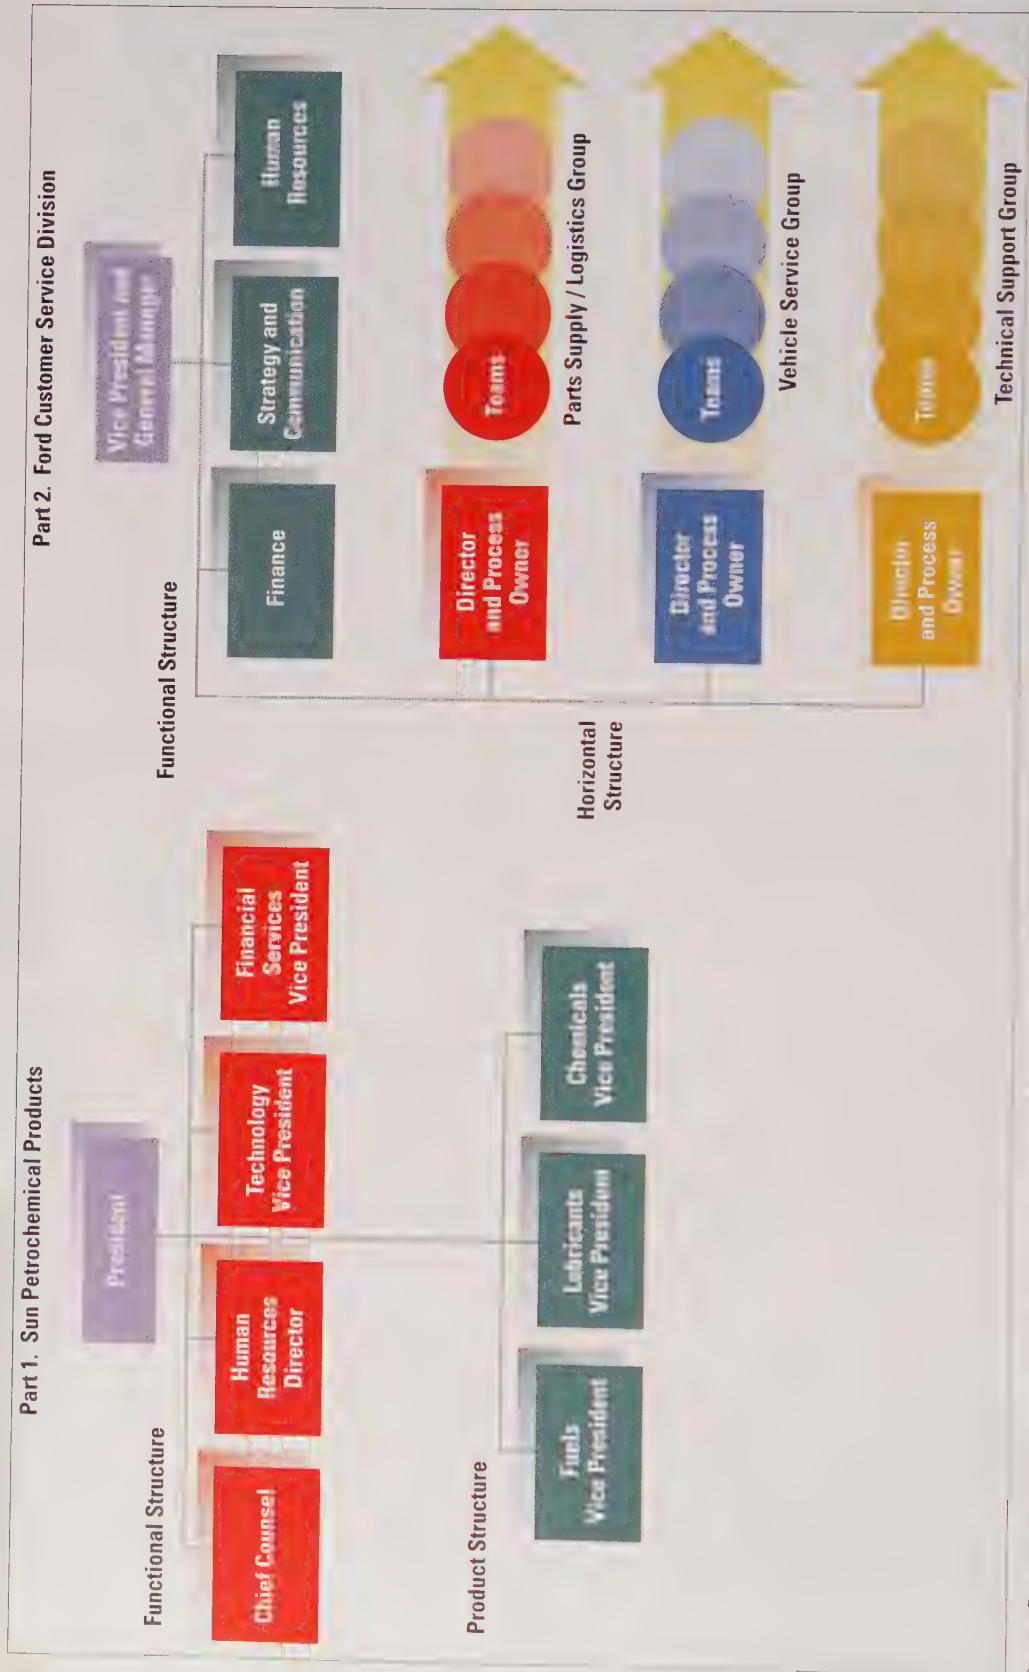 Part 1. Sun Petrochemical Products
President
Functional Structure
Chief Counsel
Human
Resources
Director
Technology
Vice President
Financial
Services
Vice President
Product Structure
Fuels
Vice President
Lubricants
Vice President
Chemicals
Vice President
Part 2. Ford Customer Service Division
Vice President and
General Manager
Functional Structure
Finance
Strategy and
Communication
Human
Resources
Horizontal
Structure
Director
and Process
Owner
Teams
Parts Supply / Logistics Group
Director
and Process
Owner
Teams
Vehicle Service Group
Director
and Process
Owner
Teams
Technical Support Group